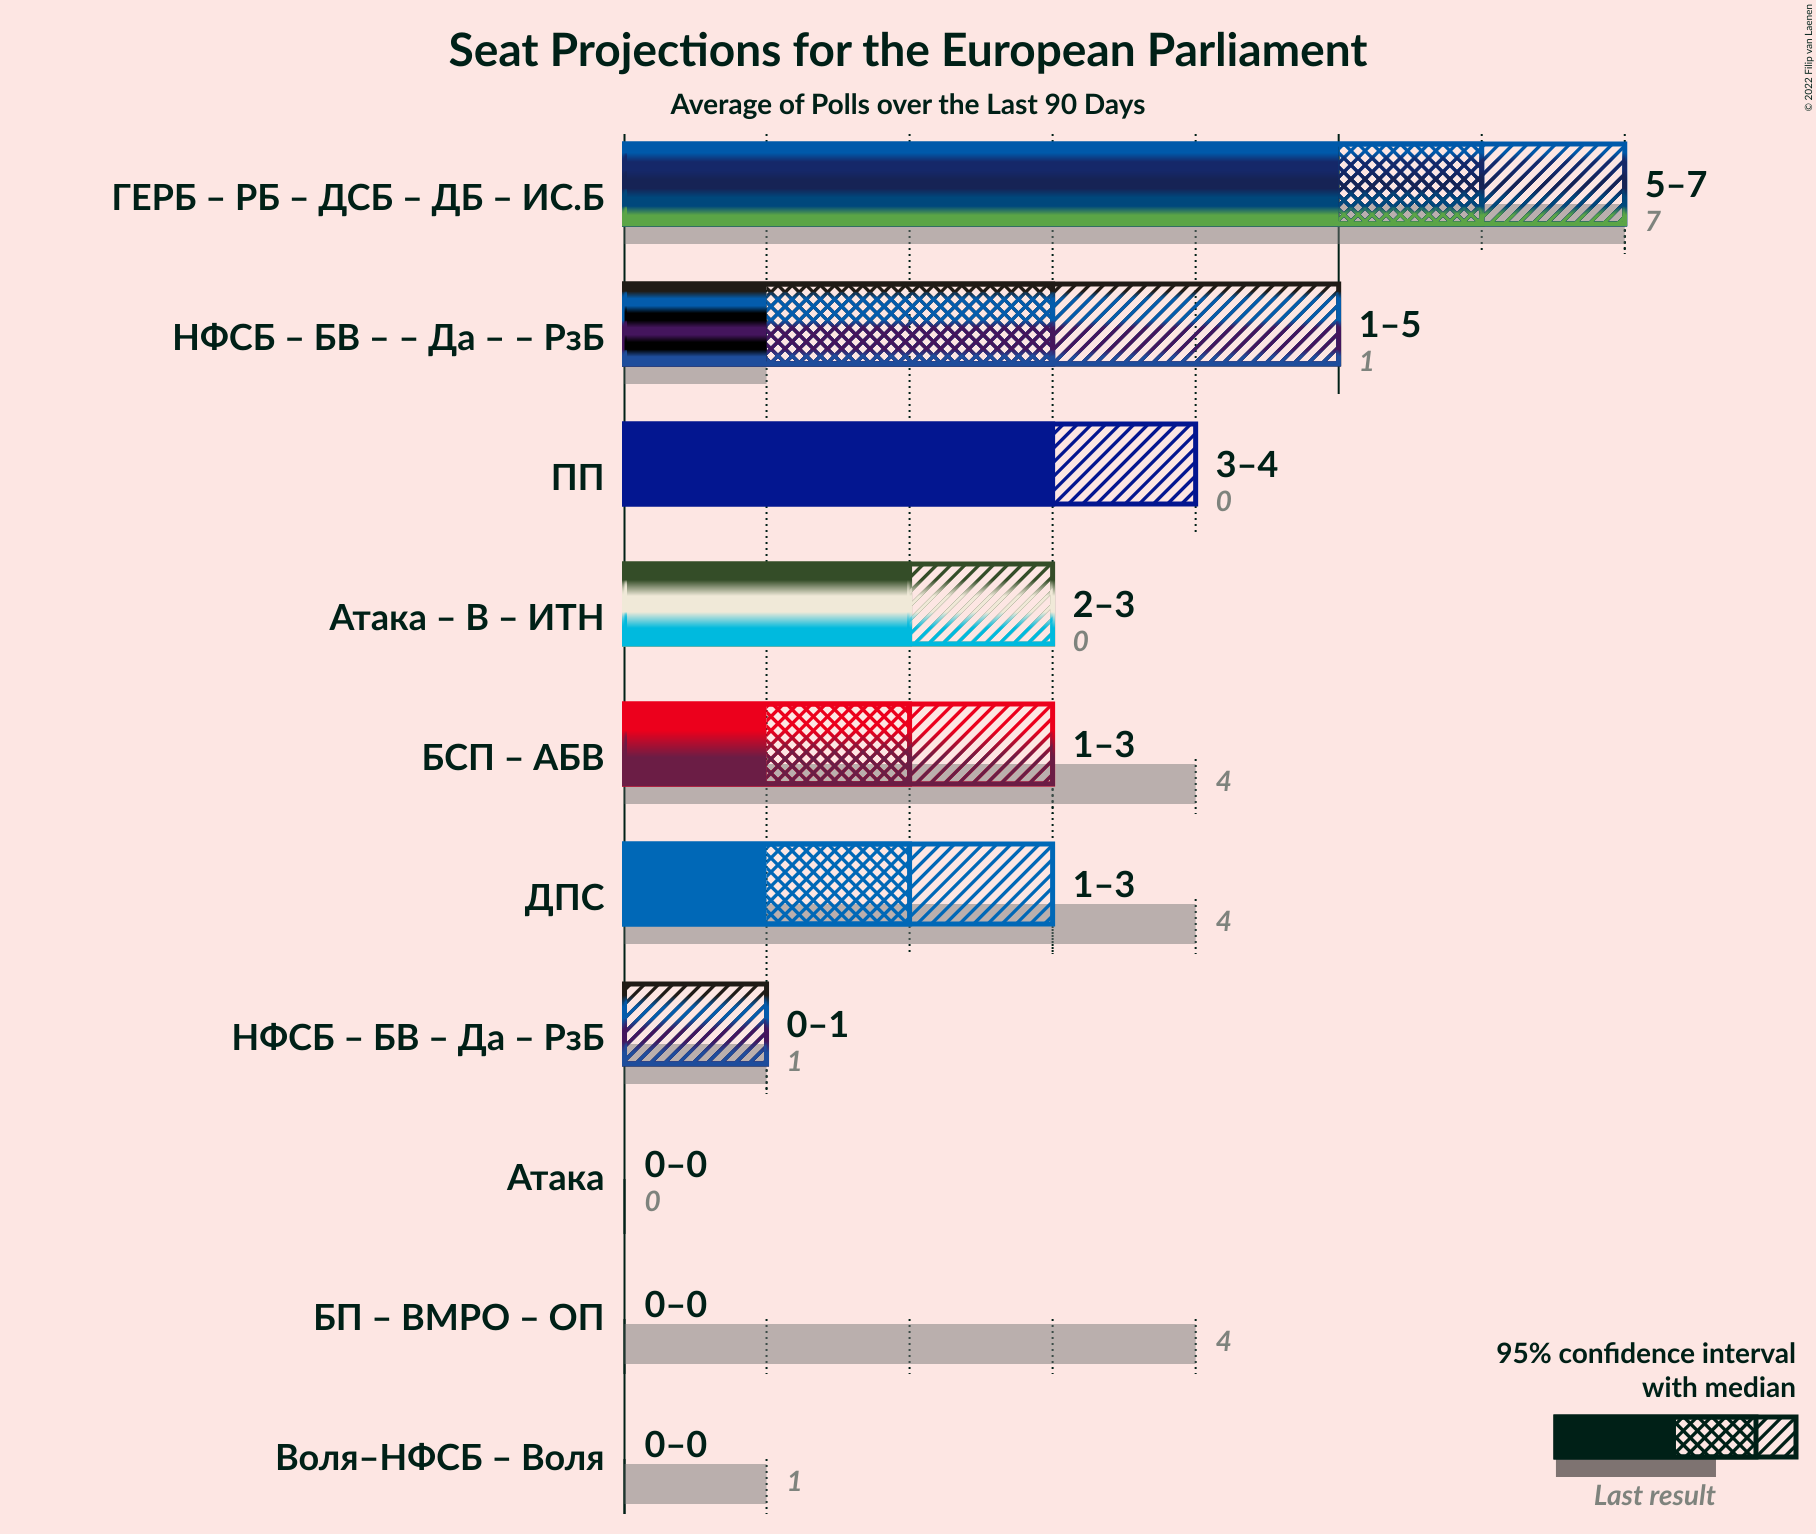 Seat Projections for the European Parliament
Average of Polls over the Last 90 Days
© 2022 Filip van Laenen
ГЕРБ – РБ – ДСБ – ДБ – ИС.Б
5–7
7
НФСБ – БВ – – Да – – РзБ
1–5
1
ПП
3–4
0
Атака – В – ИТН
2–3
0
БСП – АБВ
1–3
4
ДПС
1–3
4
НФСБ – БВ – Да – РзБ
0–1
1
Атака
0–0
0
БП – ВМРО – ОП
0–0
4
Воля–НФСБ – Воля
0–0
1
95% confidence interval
with median
Last result